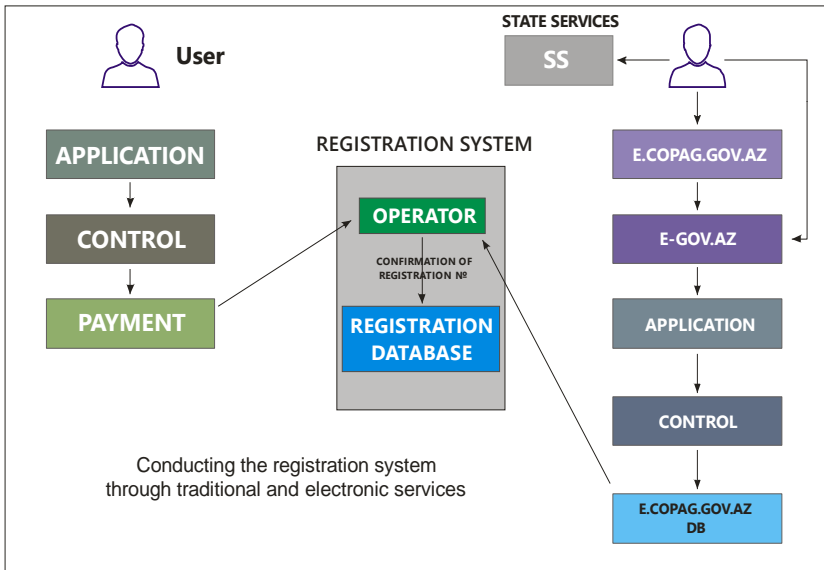 User
APPLICATION
CONTROL
PAYMENT
REGISTRATION SYSTEM
OPERATOR
CONFIRMATION OF
REGISTRATION Nº
REGISTRATION
DATABASE
STATE SERVICES
SS
E.COPAG.GOV.AZ
E-GOV.AZ
APPLICATION
CONTROL
E.COPAG.GOV.AZ
DB
Conducting the registration system
through traditional and electronic services